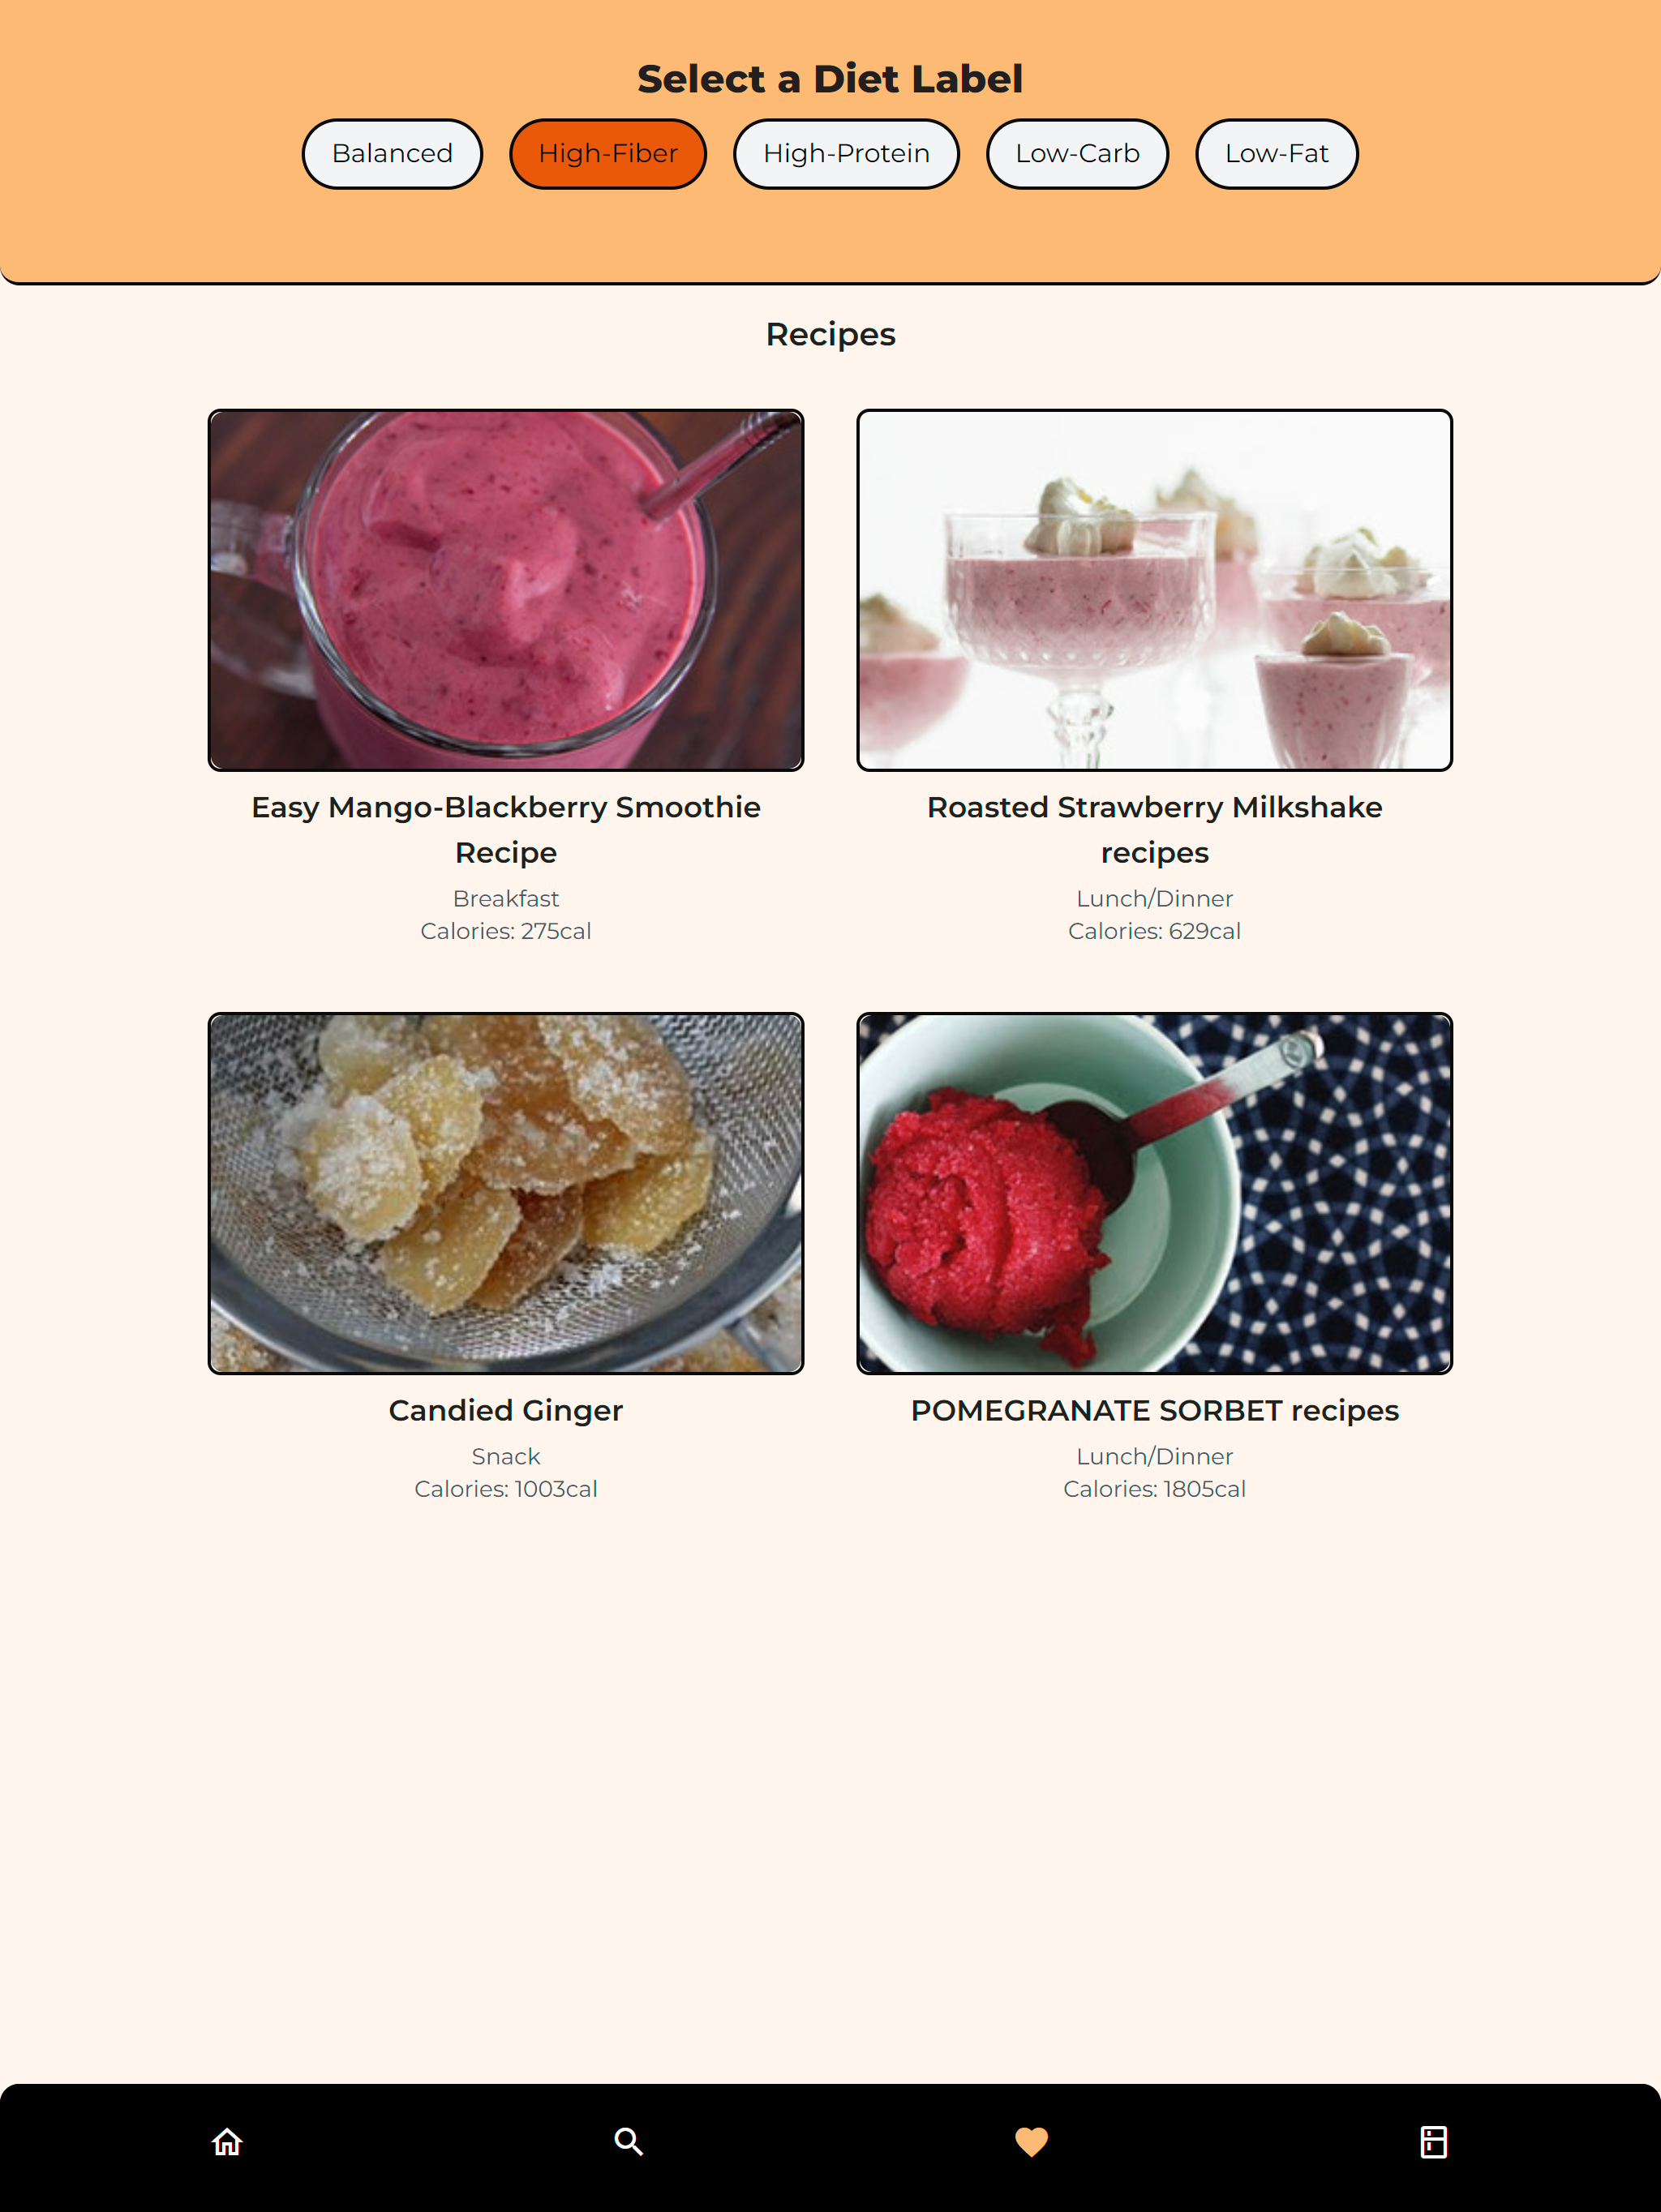 Select a Diet Label
Balanced
High-Fiber
High-Protein
Low-Carb
Low-Fat
Recipes
Easy Mango-Blackberry Smoothie
Recipe
Breakfast
Calories: 275cal
Roasted Strawberry Milkshake
recipes
Lunch/Dinner
Calories: 629cal
Candied Ginger
Snack
Calories: 1003cal
POMEGRANATE SORBET recipes
Lunch/Dinner
Calories: 1805cal